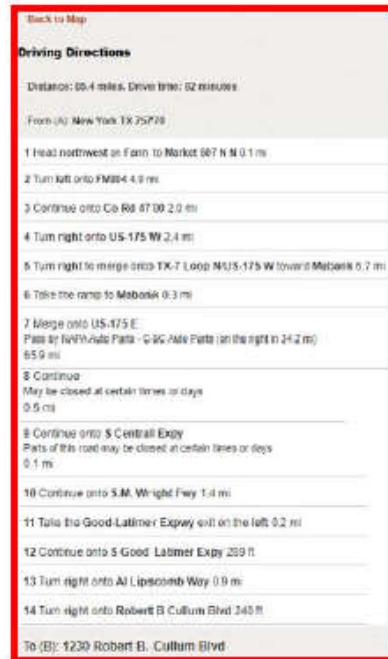 Back to Map
Driving Directions
Distance: 85.4 miles. Drive time: 82 minutes
From (A): New York TX 75770
1 Head northwest on Farm to Market 607 N N 0.1 mi
2 Turn left onto FM804 4.9 mi
3 Continue onto Co Rd 4700 2.0 mi
4 Turn right onto US-175 W 2.4 mi
5 Turn right to merge onto TX-7 Loop N/US-175 W toward Mabank 6.7 mi
6 Take the ramp to Mabank 0.3 mi
7 Merge onto US-175 E
Pass by NAPA Auto Parts - Auto Parts (on the right in 34.2 mi)
65.9 mi
8 Continue
May be closed at certain times or days
0.5 mi
9 Continue onto S Centrall Expy
Parts of this road may be closed at certain times or days
0.1 mi
10 Continue onto S.M. Wright Fwy 1.4 mi
11 Take the Good-Latimer Expwy exit on the left 0.2 mi
12 Continue onto S Good Latimer Expy 289 ft
13 Turn right onto Al Lipscomb Way 0.9 mi
14 Turn right onto Robert B Cullum Blvd 240 ft
To (B): 1230 Robert B. Cullum Blvd